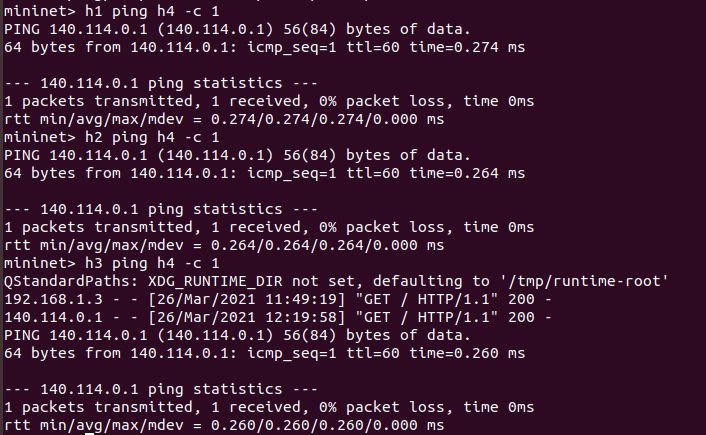 mininet> h1 ping h4 -c 1
PING 140.114.0.1 (140.114.0.1) 56(84) bytes of data.
64 bytes from 140.114.0.1: icmp_seq=1 ttl=60 time=0.274 ms

--- 140.114.0.1 ping statistics ---
1 packets transmitted, 1 received, 0% packet loss, time 0ms
rtt min/avg/max/mdev = 0.274/0.274/0.274/0.000 ms
mininet> h2 ping h4 -c 1
PING 140.114.0.1 (140.114.0.1) 56(84) bytes of data.
64 bytes from 140.114.0.1: icmp_seq=1 ttl=60 time=0.264 ms

--- 140.114.0.1 ping statistics ---
1 packets transmitted, 1 received, 0% packet loss, time 0ms
rtt min/avg/max/mdev = 0.264/0.264/0.264/0.000 ms
mininet> h3 ping h4 -c 1
QStandardPaths: XDG_RUNTIME_DIR not set, defaulting to '/tmp/runtime-root'
192.168.1.3 - - [26/Mar/2021 11:49:19] "GET / HTTP/1.1" 200 -
140.114.0.1 - - [26/Mar/2021 12:19:58] "GET / HTTP/1.1" 200 -
PING 140.114.0.1 (140.114.0.1) 56(84) bytes of data.
64 bytes from 140.114.0.1: icmp_seq=1 ttl=60 time=0.260 ms

--- 140.114.0.1 ping statistics ---
1 packets transmitted, 1 received, 0% packet loss, time 0ms
rtt min/avg/max/mdev = 0.260/0.260/0.260/0.000 ms